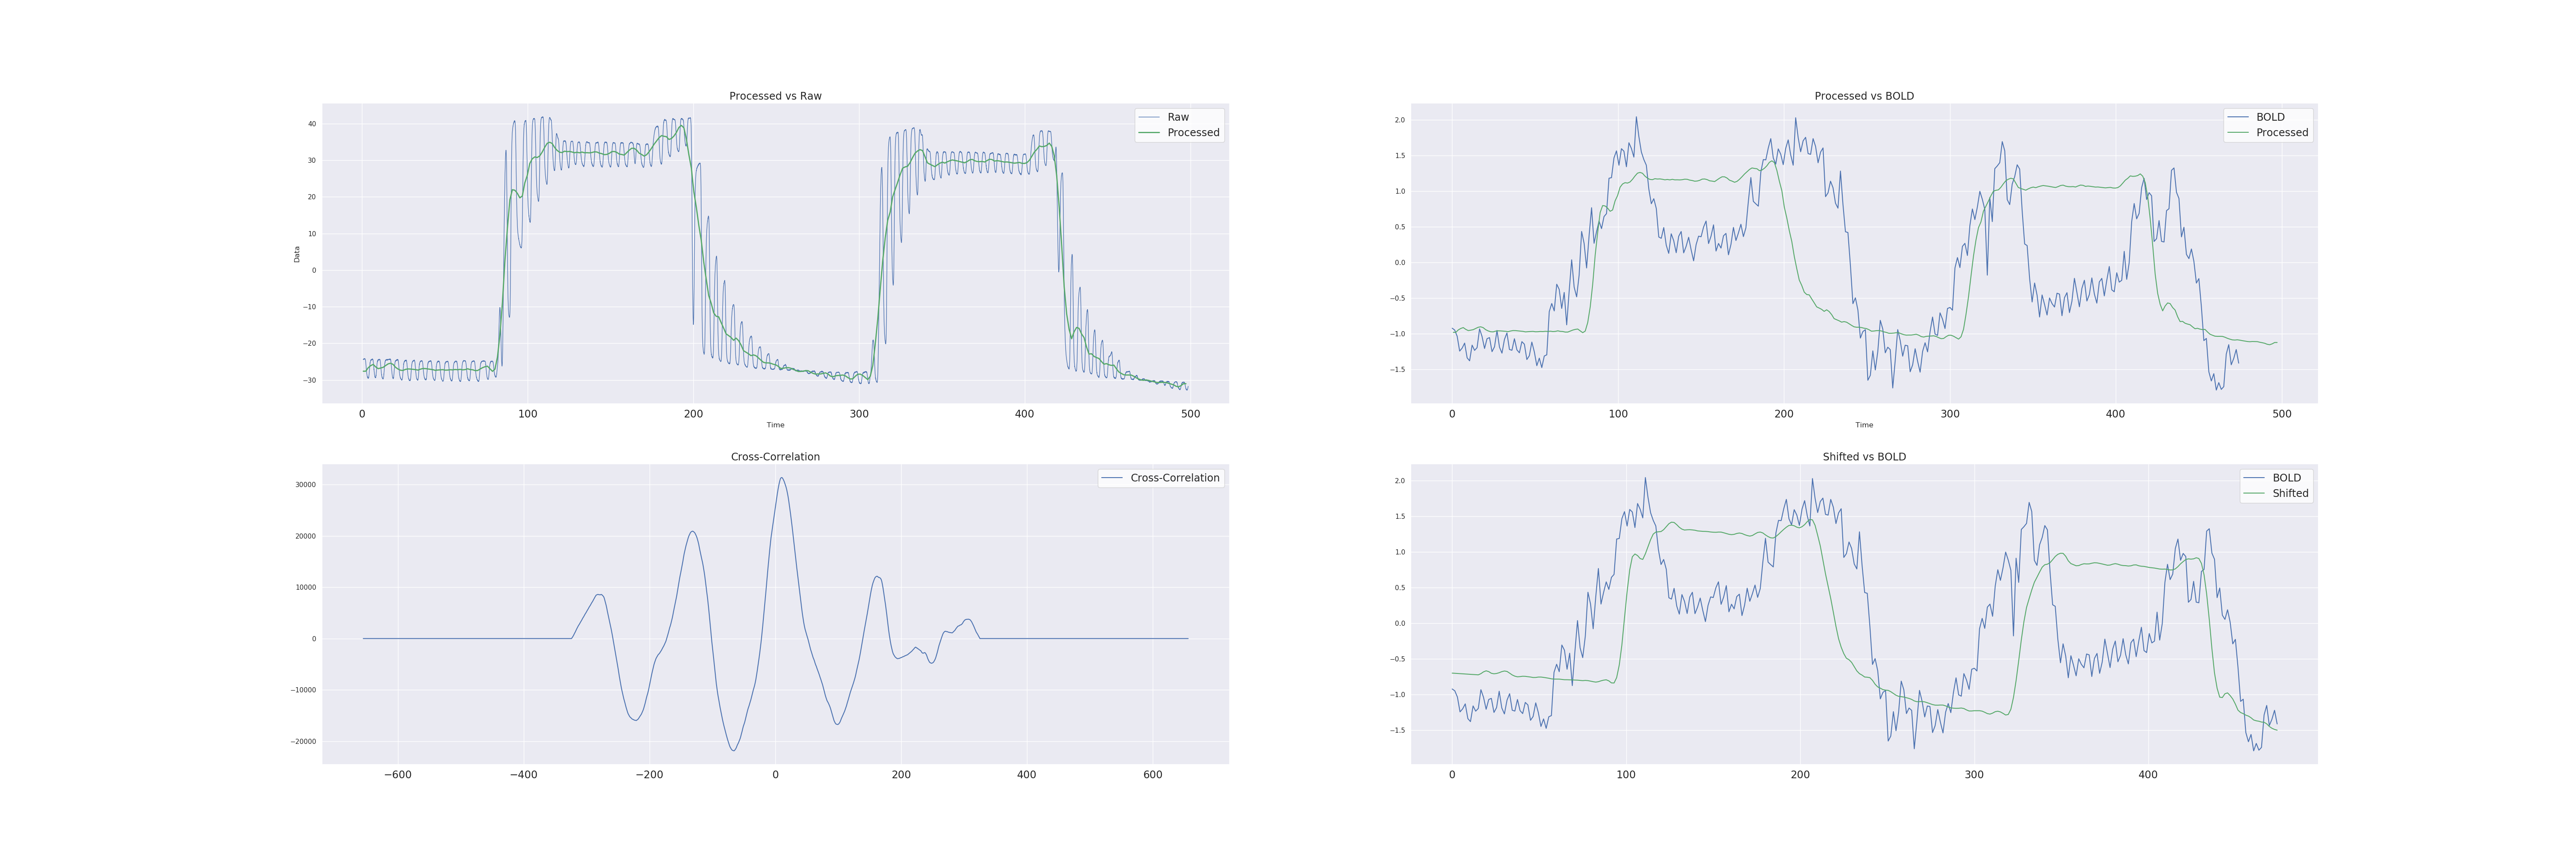 Processed vs Raw
Raw
Processed
Data
40
30
20
10
0
−10
−20
−30
0 100 200 300 400 500
Time
Processed vs BOLD
BOLD
Processed
2.0
1.5
1.0
0.5
0.0
−0.5
−1.0
−1.5
0 100 200 300 400 500
Time
Cross-Correlation
Cross-Correlation
30000
20000
10000
0
−10000
−20000
−600 −400 −200 0 200 400 600
Shifted vs BOLD
BOLD
Shifted
2.0
1.5
1.0
0.5
0.0
−0.5
−1.0
−1.5
0 100 200 300 400